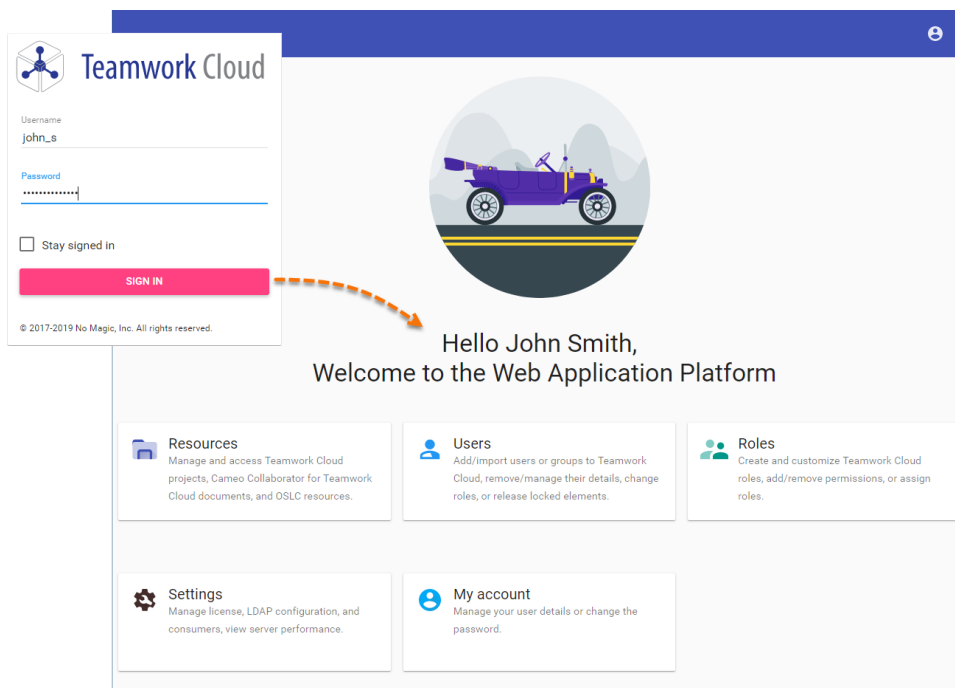 Teamwork Cloud
Username
john_s
Password
••••••••••••••
Stay signed in
SIGN IN
© 2017-2019 No Magic, Inc. All rights reserved.
Hello John Smith,
Welcome to the Web Application Platform
Resources
Manage and access Teamwork Cloud
projects, Cameo Collaborator for Teamwork
Cloud documents, and OSLC resources.
Users
Add/import users or groups to Teamwork
Cloud, remove/manage their details, change
roles, or release locked elements.
Roles
Create and customize Teamwork Cloud
roles, add/remove permissions, or assign
roles.
Settings
Manage license, LDAP configuration, and
consumers, view server performance.
My account
Manage your user details or change the
password.